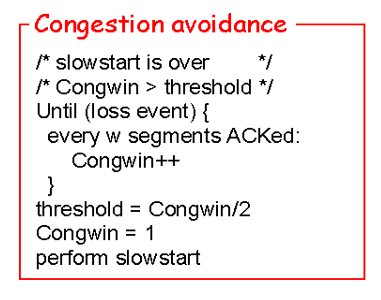 Congestion avoidance
/* slowstart is over */
/* Congwin > threshold */
Until (loss event) {
every w segments ACKed:
Congwin++
}
threshold = Congwin/2
Congwin = 1
perform slowstart